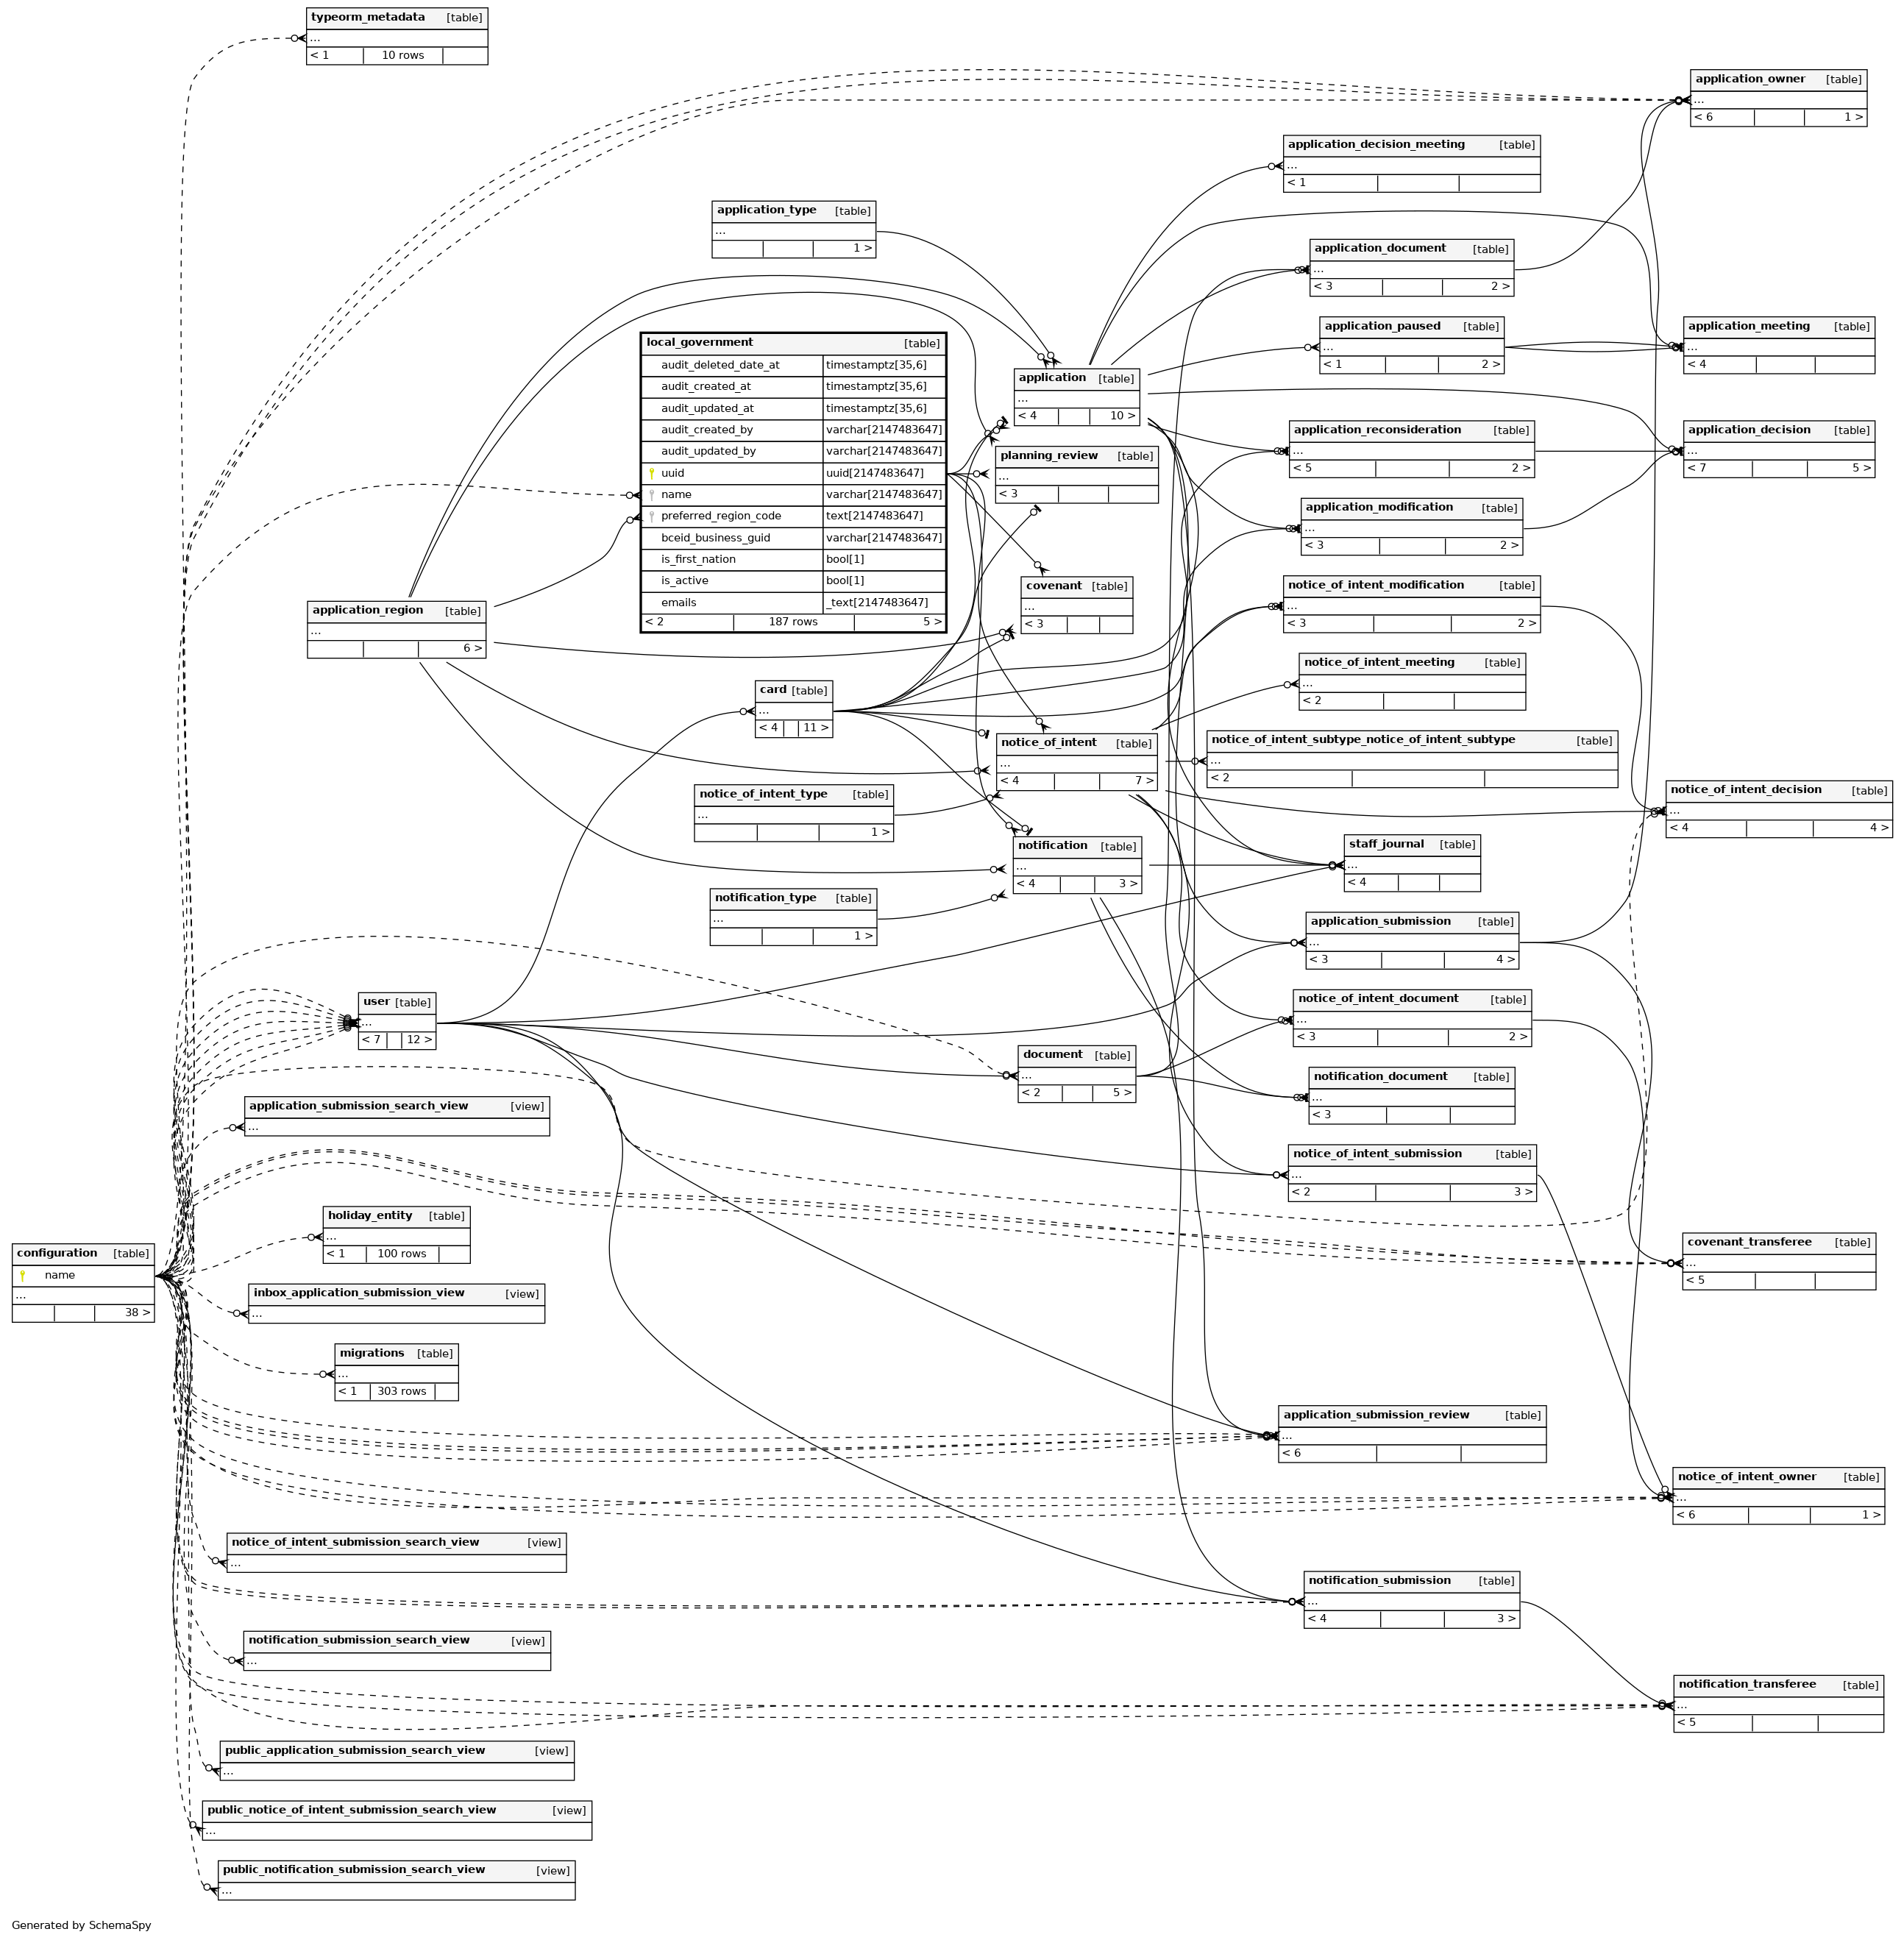 typeorm_metadata [table]
...
< 1 10 rows
application_owner [table]
...
< 6 1 >
application_decision_meeting [table]
...
< 1
application_type [table]
...
1 >
application_document [table]
...
< 3 2 >
application_paused [table]
...
< 1 2 >
application_meeting [table]
...
< 4
local_government [table]
audit_deleted_date_at timestamptz[35,6]
audit_created_at timestamptz[35,6]
audit_updated_at timestamptz[35,6]
audit_created_by varchar[2147483647]
audit_updated_by varchar[2147483647]
uuid uuid[2147483647]
name varchar[2147483647]
preferred_region_code text[2147483647]
bceid_business_guid varchar[2147483647]
is_first_nation bool[1]
is_active bool[1]
emails _text[2147483647]
< 2 187 rows 5 >
application [table]
...
< 4 10 >
application_reconsideration [table]
...
< 5 2 >
application_decision [table]
...
< 7 5 >
planning_review [table]
...
< 3
application_modification [table]
...
< 3 2 >
covenant [table]
...
< 3
notice_of_intent_modification [table]
...
< 3 2 >
application_region [table]
...
6 >
notice_of_intent_meeting [table]
...
< 2
card [table]
...
< 4 11 >
notice_of_intent [table]
...
< 4 7 >
notice_of_intent_subtype_notice_of_intent_subtype [table]
...
< 2
notice_of_intent_type [table]
...
1 >
notice_of_intent_decision [table]
...
< 4 4 >
notification [table]
...
< 4 3 >
staff_journal [table]
...
< 4
notification_type [table]
...
1 >
application_submission [table]
...
< 3 4 >
user [table]
...
< 7 12 >
notice_of_intent_document [table]
...
< 3 2 >
document [table]
...
< 2 5 >
notification_document [table]
...
< 3
application_submission_search_view [view]
...
notice_of_intent_submission [table]
...
< 2 3 >
holiday_entity [table]
...
< 1 100 rows
configuration [table]
name
...
38 >
covenant_transferee [table]
...
< 5
inbox_application_submission_view [view]
...
migrations [table]
...
< 1 303 rows
application_submission_review [table]
...
< 6
notice_of_intent_owner [table]
...
< 6 1 >
notice_of_intent_submission_search_view [view]
...
notification_submission [table]
...
< 4 3 >
notification_submission_search_view [view]
...
notification_transferee [table]
...
< 5
public_application_submission_search_view [view]
...
public_notice_of_intent_submission_search_view [view]
...
public_notification_submission_search_view [view]
...
Generated by SchemaSpy